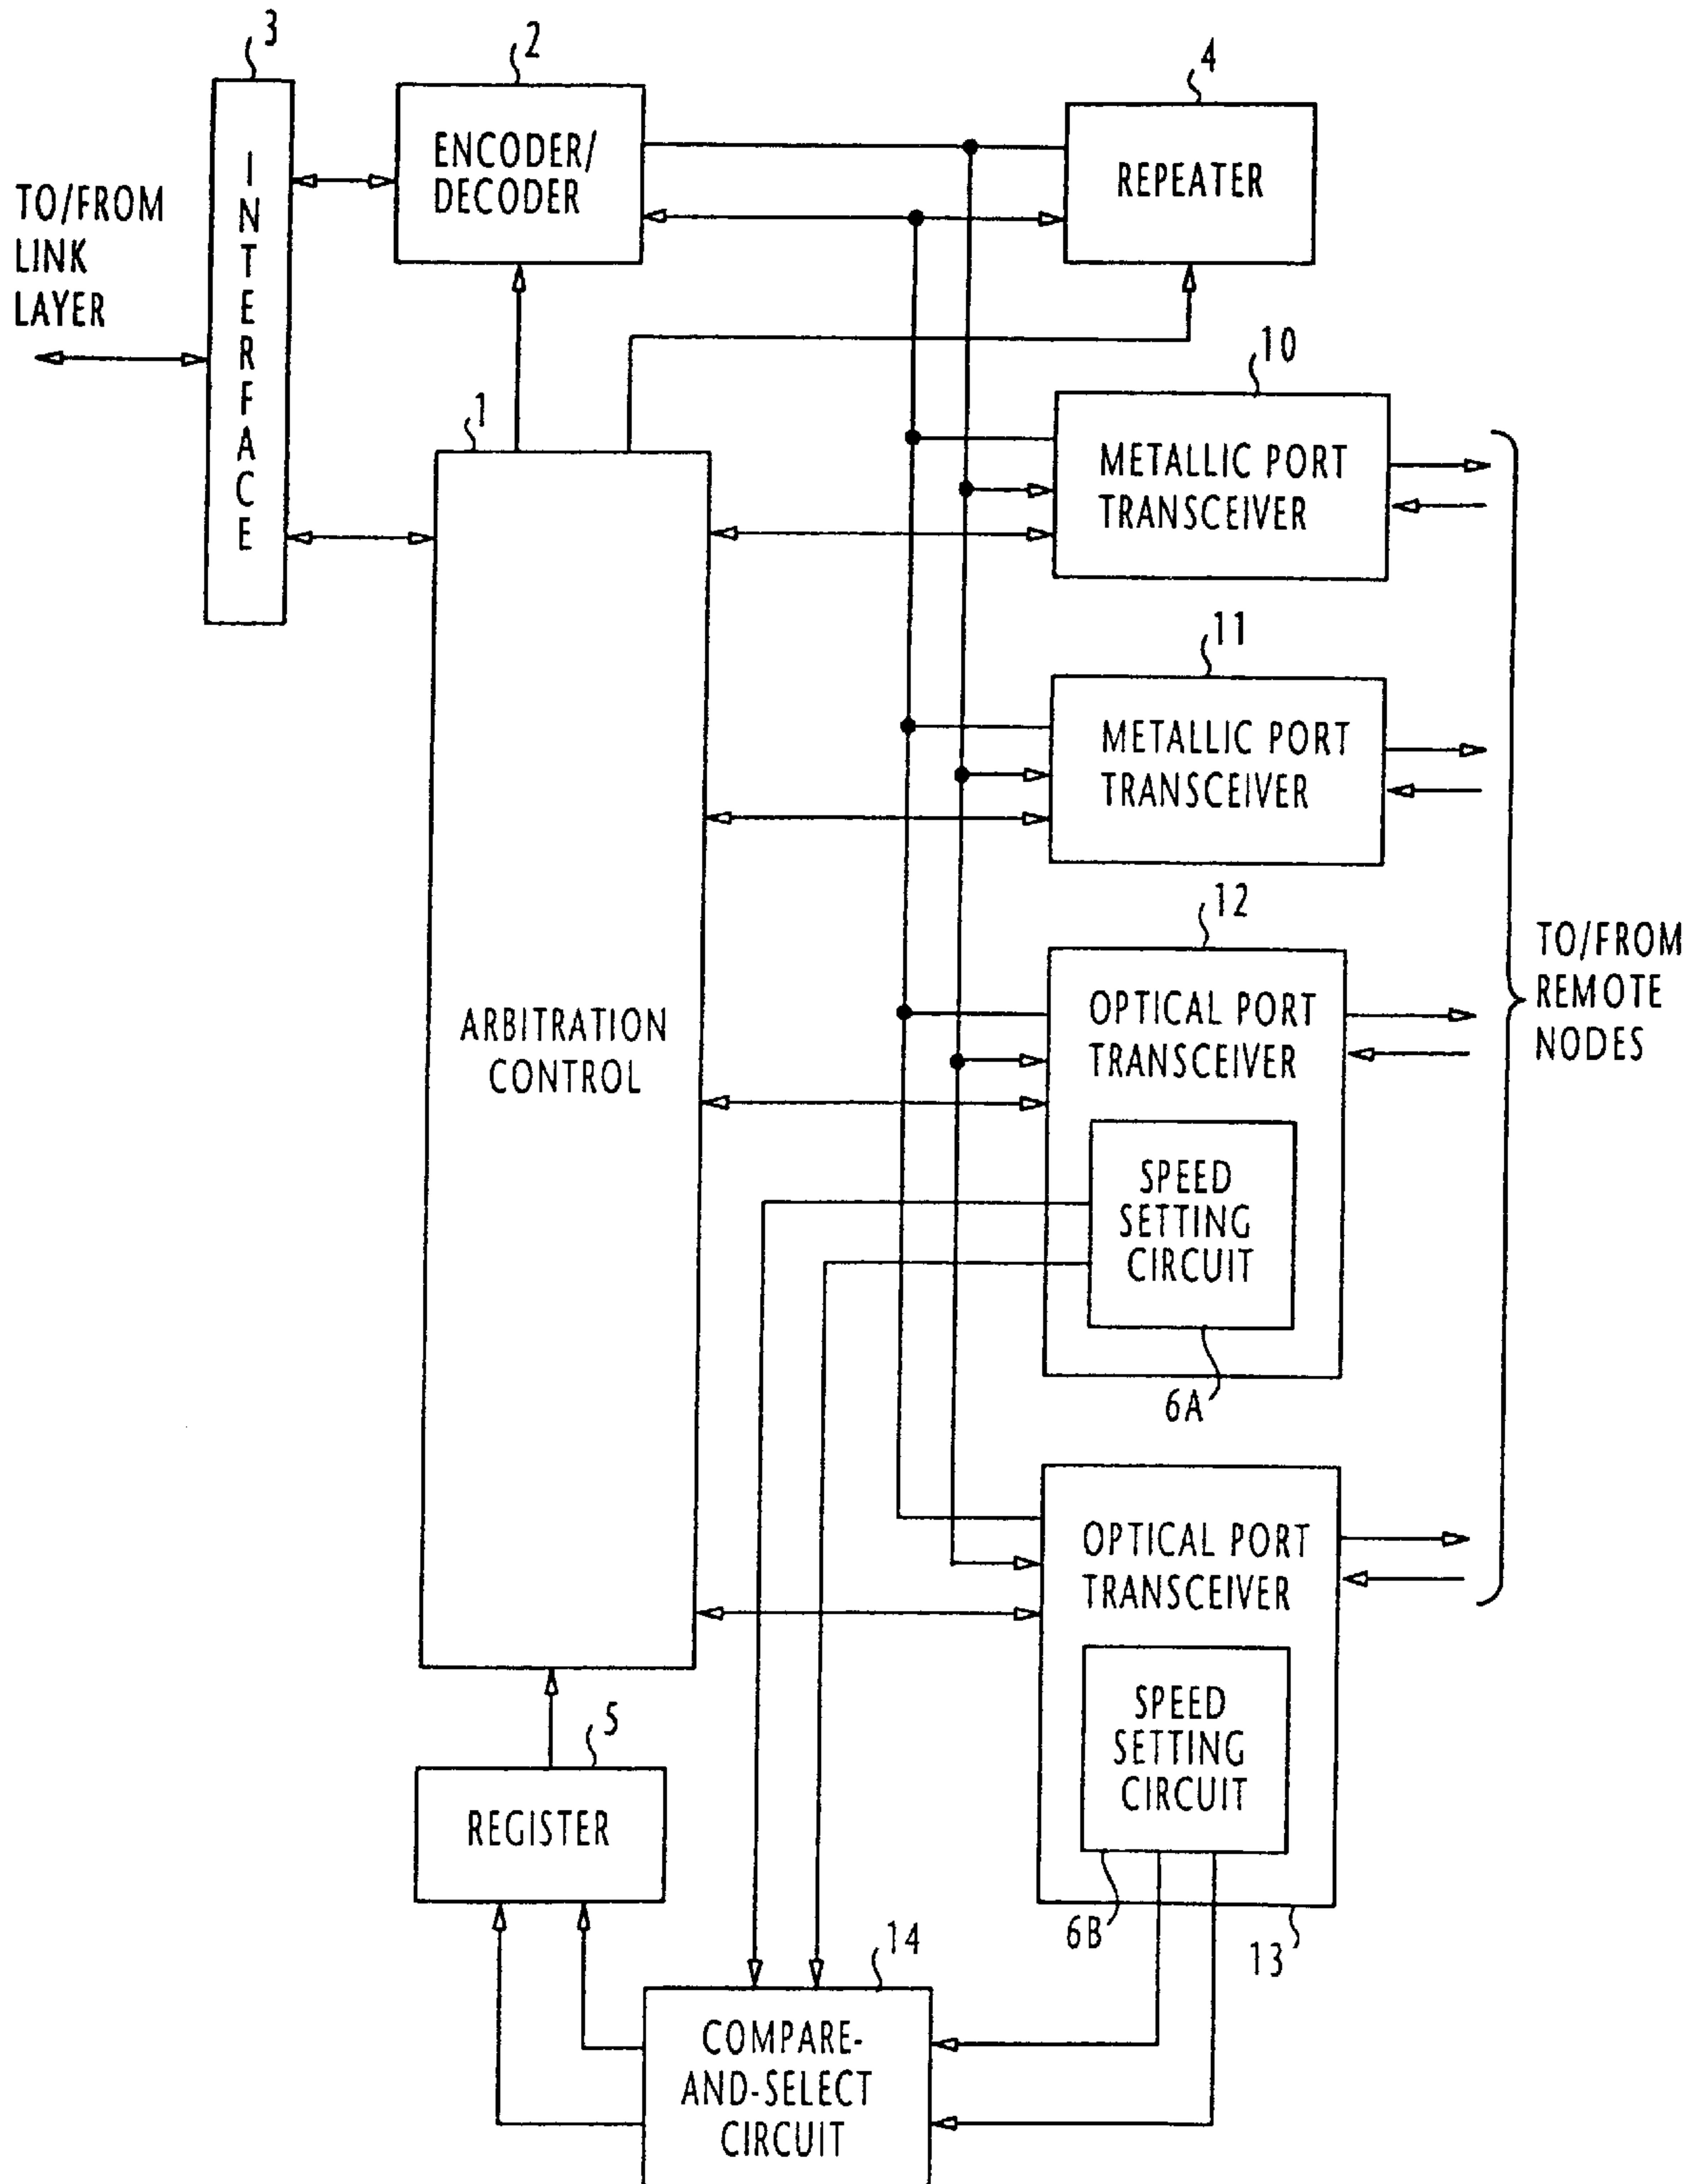 3
2
4
INTERFACE
ENCODER/
DECODER
REPEATER
TO/FROM
LINK
LAYER
1
10
METALLIC PORT
TRANSCEIVER
11
METALLIC PORT
TRANSCEIVER
12
OPTICAL PORT
TRANSCEIVER
TO/FROM
REMOTE
NODES
ARBITRATION
CONTROL
SPEED
SETTING
CIRCUIT
6A
OPTICAL PORT
TRANSCEIVER
SPEED
SETTING
CIRCUIT
5
REGISTER
6B
13
14
COMPARE-
AND-SELECT
CIRCUIT